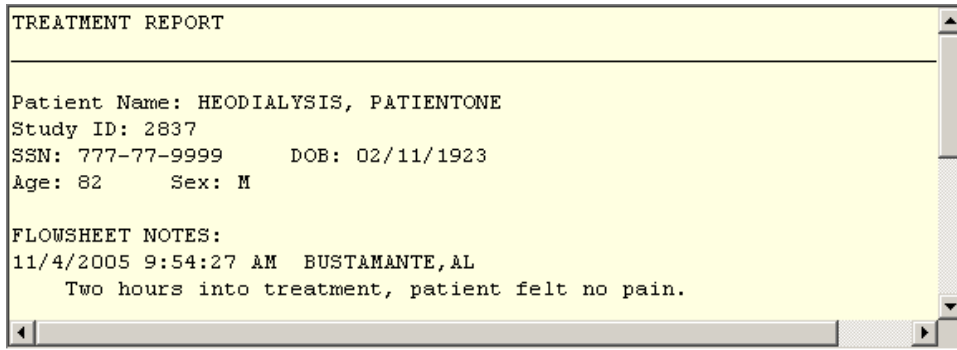 TREATMENT REPORT
Patient Name: HEODIALYSIS, PATIENTONE
Study ID: 2837
SSN: 777-77-9999 DOB: 02/11/1923
Age: 82 Sex: M
FLOWSHEET NOTES:
11/4/2005 9:54:27 AM BUSTAMANTE,AL
Two hours into treatment, patient felt no pain.